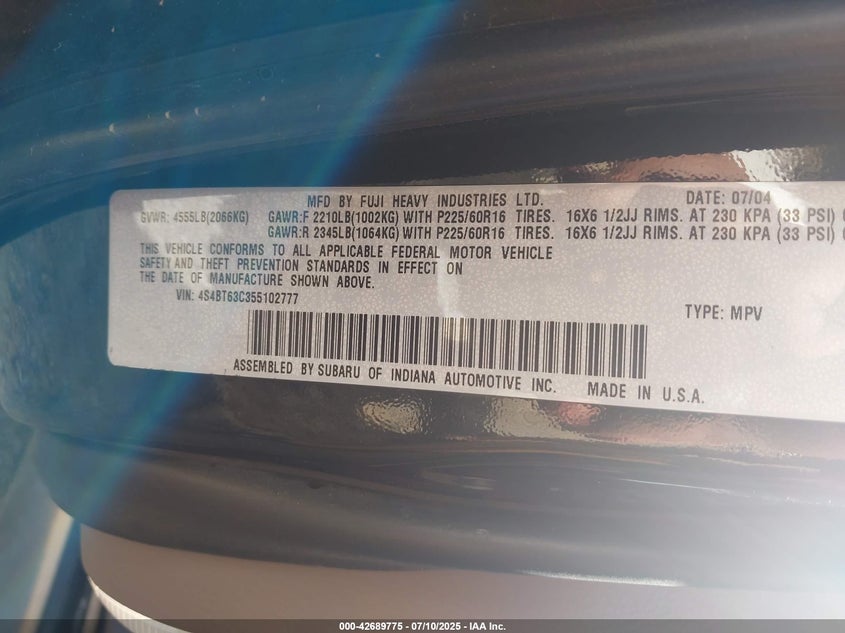 MFD BY FUJI HEAVY INDUSTRIES LTD. DATE: 07/04
GVWR: 4555LB(2066KG) GAWR:F 2210LB(1002KG) WITH P225/60R16 TIRES. 16X6 1/2JJ RIMS. AT 230 KPA (33 PSI)
GAWR:R 2345LB(1064KG) WITH P225/60R16 TIRES. 16X6 1/2JJ RIMS. AT 230 KPA (33 PSI)
THIS VEHICLE CONFORMS TO ALL APPLICABLE FEDERAL MOTOR VEHICLE
SAFETY AND THEFT PREVENTION STANDARDS IN EFFECT ON
THE DATE OF MANUFACTURE SHOWN ABOVE.
VIN: 4S4BT63C355102777 TYPE: MPV
ASSEMBLED BY SUBARU OF INDIANA AUTOMOTIVE INC. MADE IN U.S.A.
000-42689775 - 07/10/2025 - IAA Inc.